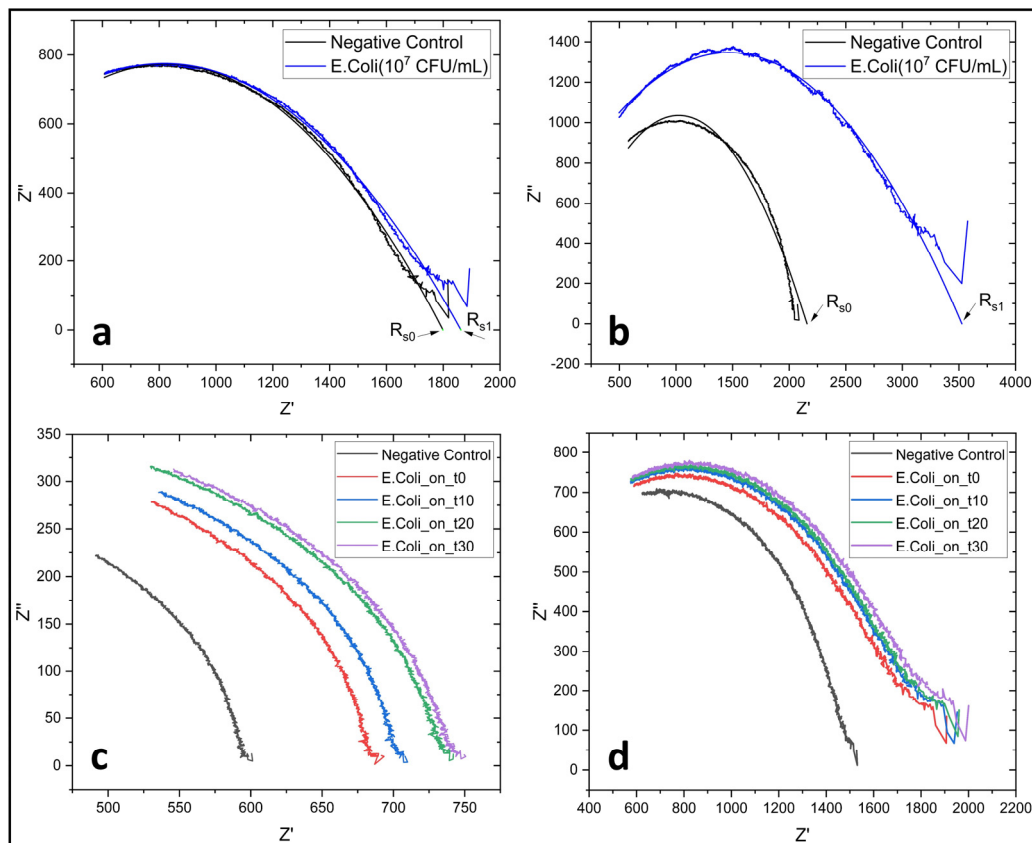 Negative Control
E.Coli(10⁷ CFU/mL)
800
600
400
200
0
Z''
a
Rs0
Rs1
600 800 1000 1200 1400 1600 1800 2000
Z'
Negative Control
E.Coli(10⁷ CFU/mL)
1400
1200
1000
800
600
400
200
0
-200
Z''
b
Rs0
Rs1
500 1000 1500 2000 2500 3000 3500 4000
Z'
Negative Control
E.Coli_on_t0
E.Coli_on_t10
E.Coli_on_t20
E.Coli_on_t30
350
300
250
200
150
100
50
0
Z''
c
500 550 600 650 700 750
Z'
Negative Control
E.Coli_on_t0
E.Coli_on_t10
E.Coli_on_t20
E.Coli_on_t30
800
700
600
500
400
300
200
100
0
Z''
d
400 600 800 1000 1200 1400 1600 1800 2000 2200
Z'